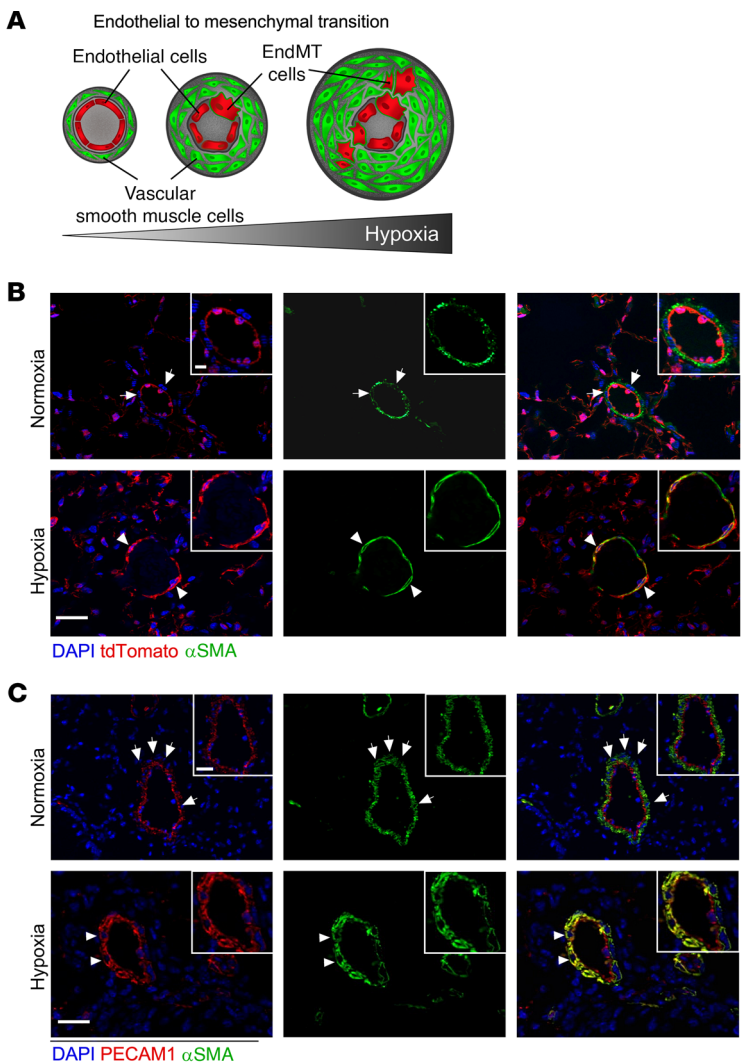 A
Endothelial to mesenchymal transition
Endothelial cells
EndMT
cells
Vascular
smooth muscle cells
Hypoxia
B
Normoxia
Hypoxia
DAPI tdTomato αSMA
C
Normoxia
Hypoxia
DAPI PECAM1 αSMA